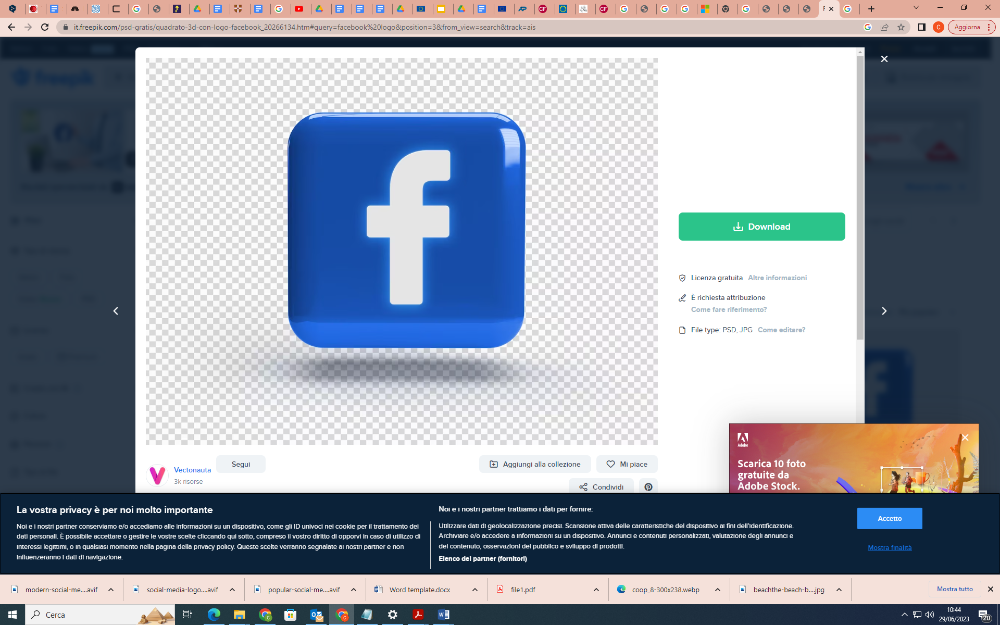 it.freepik.com/psd-gratis/quadrato-3d-con-logo-facebook_20266134.htm#query=facebook%20logo&position=3&from_view=search&track=ais
C
Aggiorna
freepik
f
Download
Licenza gratuita Altre informazioni
È richiesta attribuzione
Come fare riferimento?
File type: PSD, JPG Come editare?
Vectonauta
3k risorse
Segui
Aggiungi alla collezione
Mi piace
Condividi
Adobe
Scarica 10 foto
gratuite da
Adobe Stock.
La vostra privacy è per noi molto importante
Noi e i nostri partner conserviamo e/o accediamo alle informazioni su un dispositivo, come gli ID univoci nei cookie per il trattamento dei
dati personali. È possibile accettare o gestire le vostre scelte cliccando qui sotto, compreso il vostro diritto di opporvi in caso di utilizzo di
interessi legittimi, o in qualsiasi momento nella pagina della privacy policy. Queste scelte verranno segnalate ai nostri partner e non
influenzeranno i dati di navigazione.
Noi e i nostri partner trattiamo i dati per fornire:
Utilizzare dati di geolocalizzazione precisi. Scansione attiva delle caratteristiche del dispositivo ai fini dell'identificazione.
Archiviare e/o accedere a informazioni su un dispositivo. Annunci e contenuti personalizzati, valutazione degli annunci e
del contenuto, osservazioni del pubblico e sviluppo di prodotti.
Elenco dei partner (fornitori)
Accetto
Mostra finalità
modern-social-me....avif
social-media-logo....avif
popular-social-me....avif
Word template.docx
file1.pdf
coop_8-300x238.webp
beachthe-beach-b....jpg
Mostra tutto
Cerca
10:44
29/06/2023
20